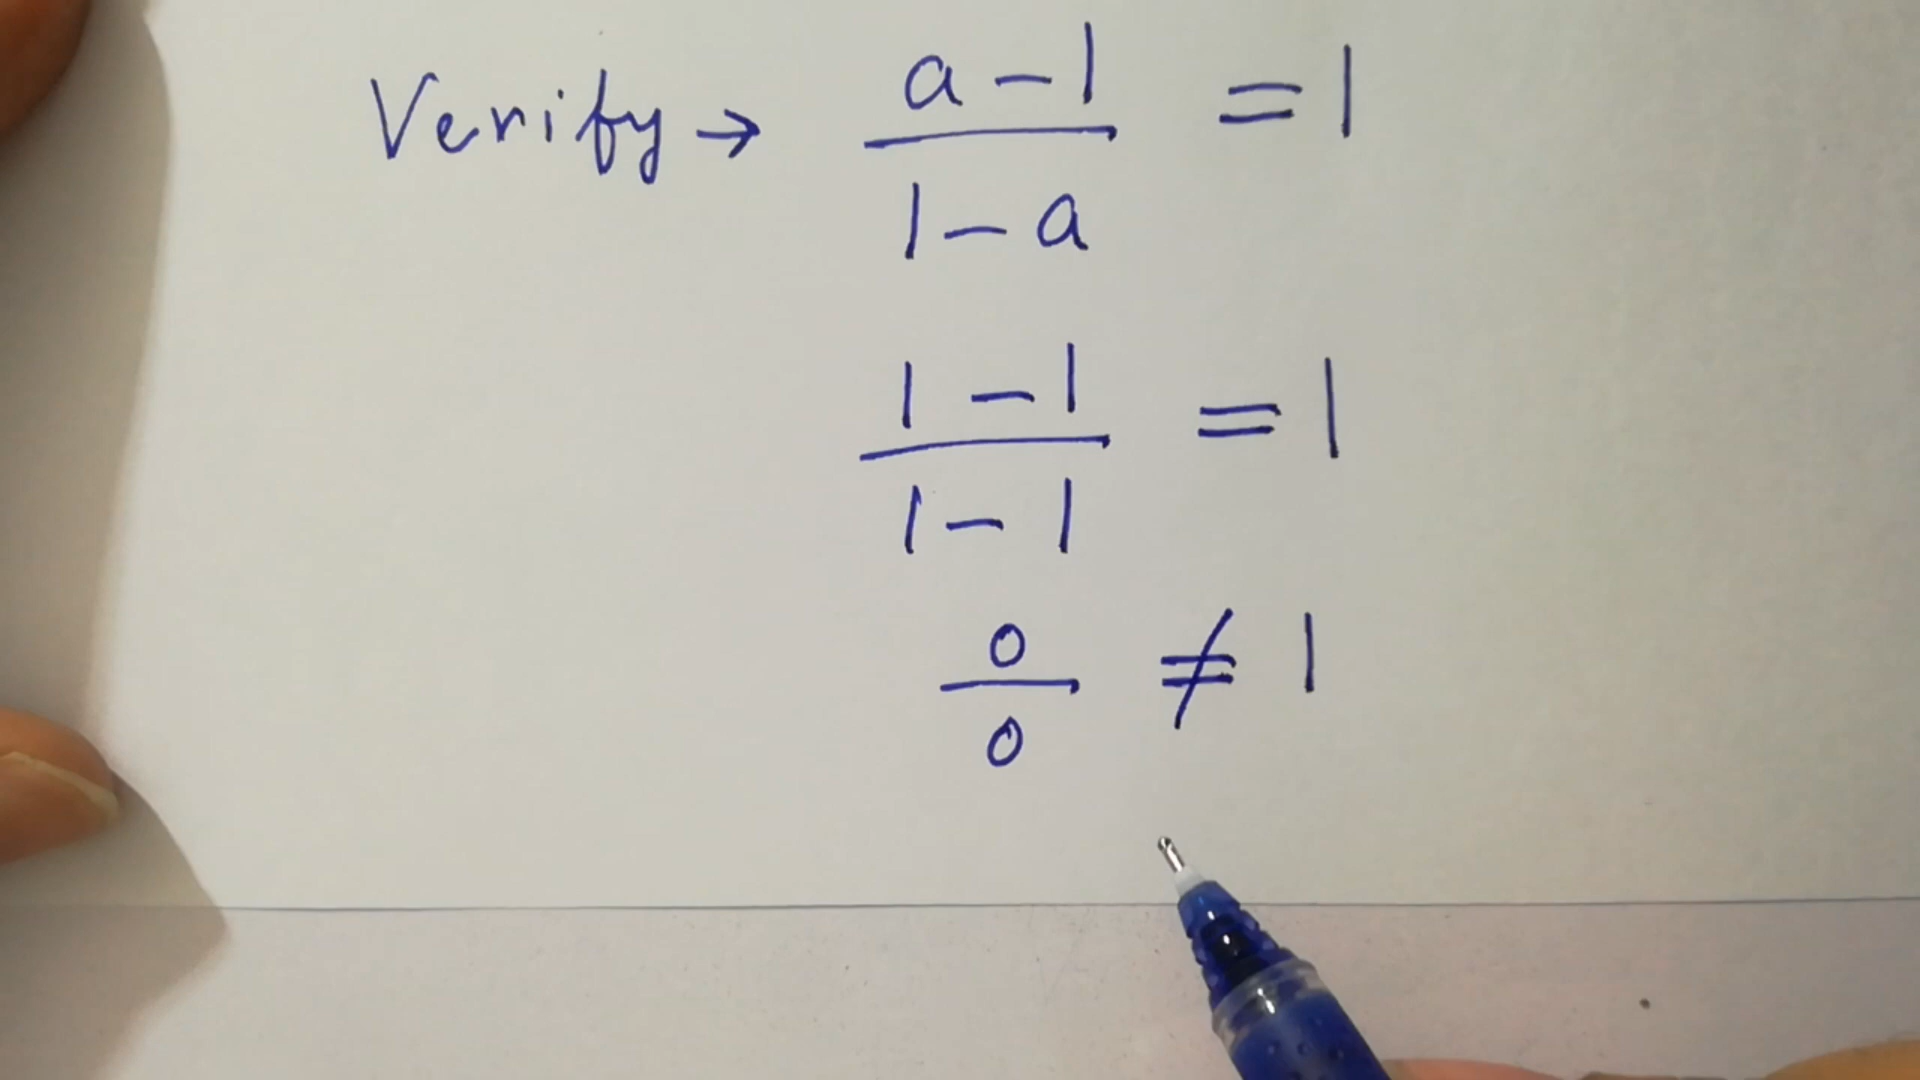 Verify → a - 1 / 1 - a = 1
1 - 1 / 1 - 1 = 1
0 / 0 ≠ 1